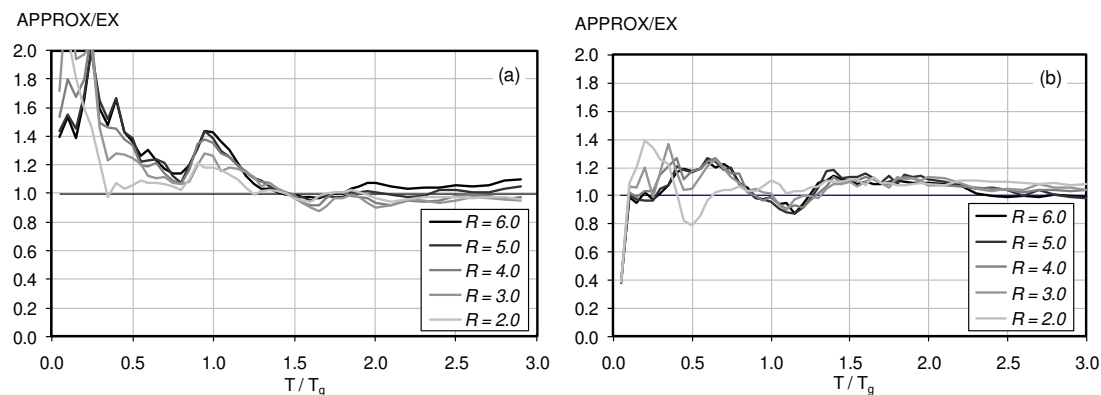 APPROX/EX
2.0
1.8
1.6
1.4
1.2
1.0
0.8
0.6
0.4
0.2
0.0
(a)
R = 6.0
R = 5.0
R = 4.0
R = 3.0
R = 2.0
0.0 0.5 1.0 1.5 2.0 2.5 3.0
T / Tg
APPROX/EX
2.0
1.8
1.6
1.4
1.2
1.0
0.8
0.6
0.4
0.2
0.0
(b)
R = 6.0
R = 5.0
R = 4.0
R = 3.0
R = 2.0
0.0 0.5 1.0 1.5 2.0 2.5 3.0
T / Tg